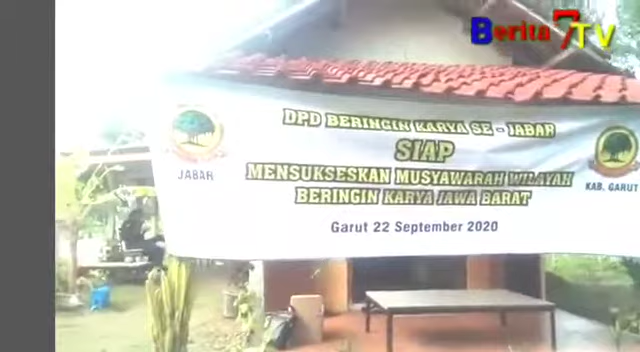 Berita 7 TV
DPD BERINGIN KARYA SE - JABAR
SIAP
MENSUKSESKAN MUSYAWARAH WILAYAH
BERINGIN KARYA JAWA BARAT
Garut 22 September 2020
JABAR
KAB. GARUT